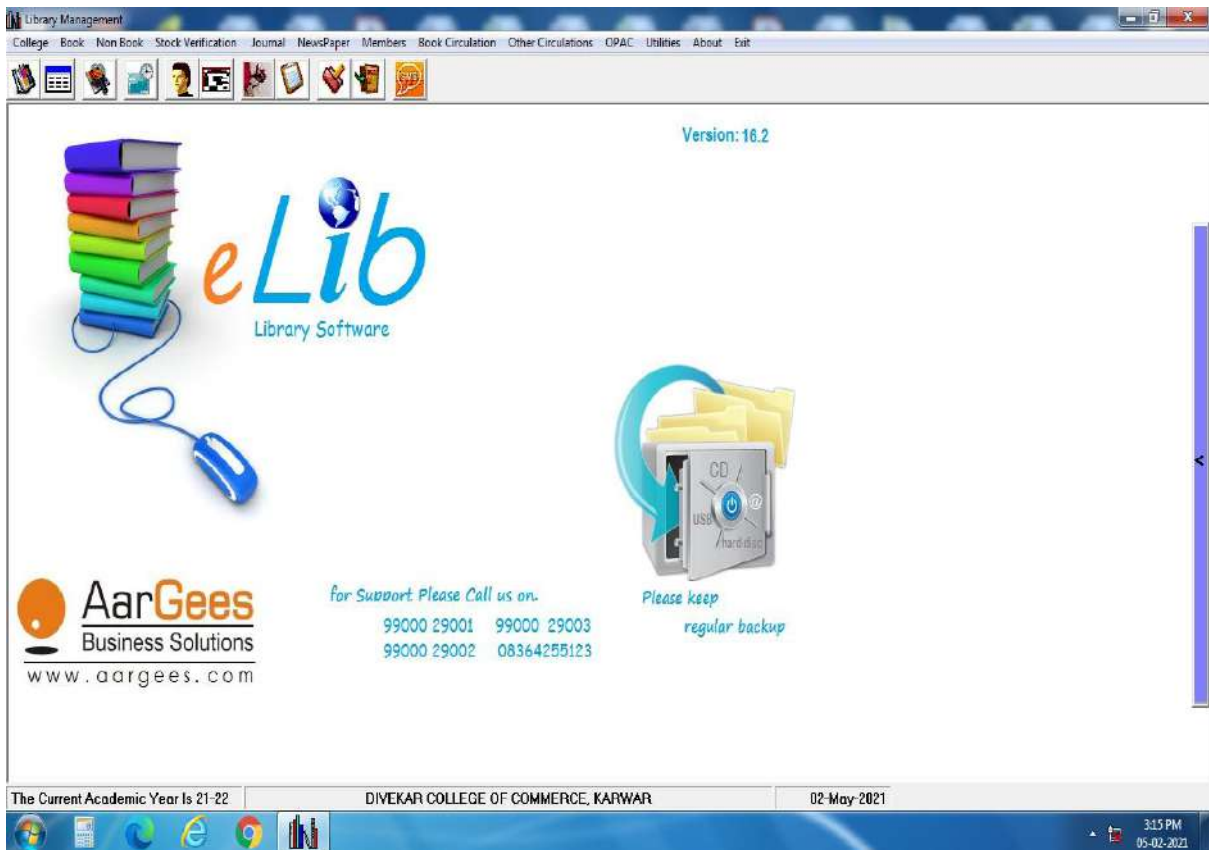 Library Management
College Book Non Book Stock Verification Journal NewsPaper Members Book Circulation Other Circulations OPAC Utilities About Exit
SMS
Version: 16.2
eLib
Library Software
CD
USB
@
hard disc
AarGees
Business Solutions
www.aargees.com
for Support Please Call us on.
99000 29001 99000 29003
99000 29002 08364255123
Please keep
regular backup
<
The Current Academic Year Is 21-22 DIVEKAR COLLEGE OF COMMERCE, KARWAR 02-May-2021
3:15 PM
05-02-2021